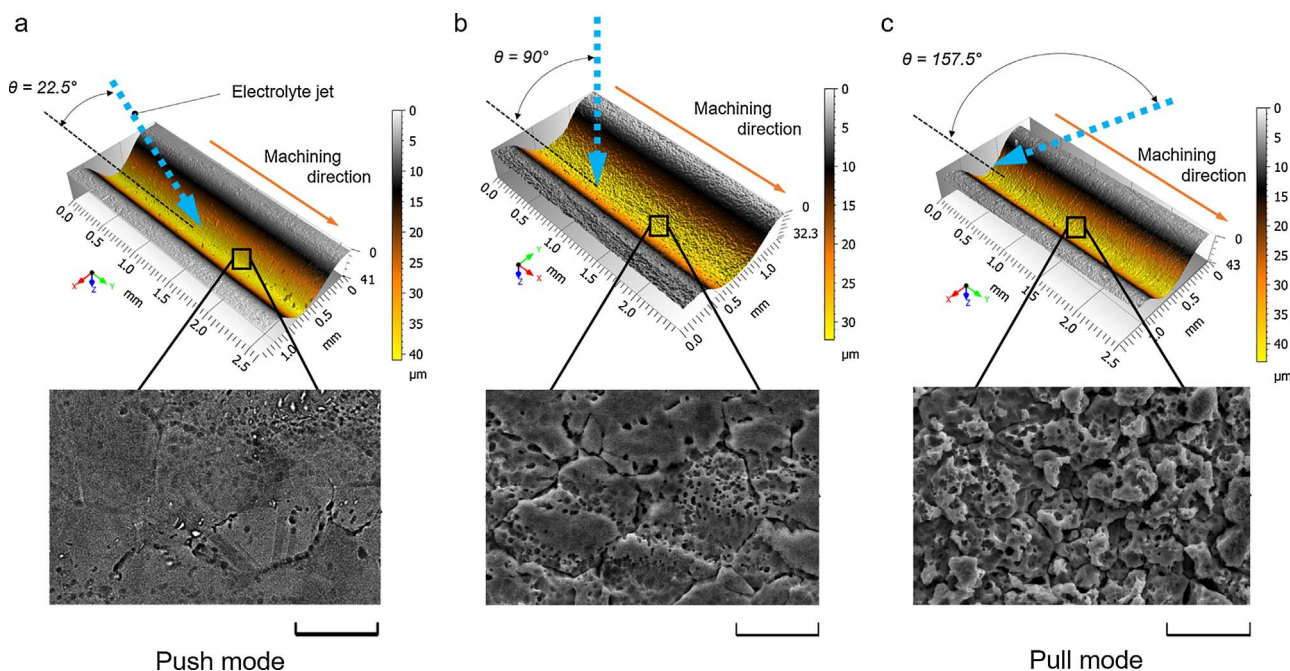 a
θ = 22.5°
Electrolyte jet
Machining
direction
0
5
10
15
20
25
30
35
40
µm
0.0
0.5
1.0
1.5
2.0
2.5
mm
0
41
0
0.5
1.0
mm
X
Y
Z
Push mode
b
θ = 90°
Machining
direction
0
5
10
15
20
25
30
µm
0.0
0.5
1.0
1.5
2.0
mm
0
32.3
1.0
0.5
0.0
mm
X
Y
Z
c
θ = 157.5°
Machining
direction
0
5
10
15
20
25
30
35
40
µm
0.0
0.5
1.0
1.5
2.0
2.5
mm
0
43
0
0.5
1.0
mm
X
Y
Z
Pull mode